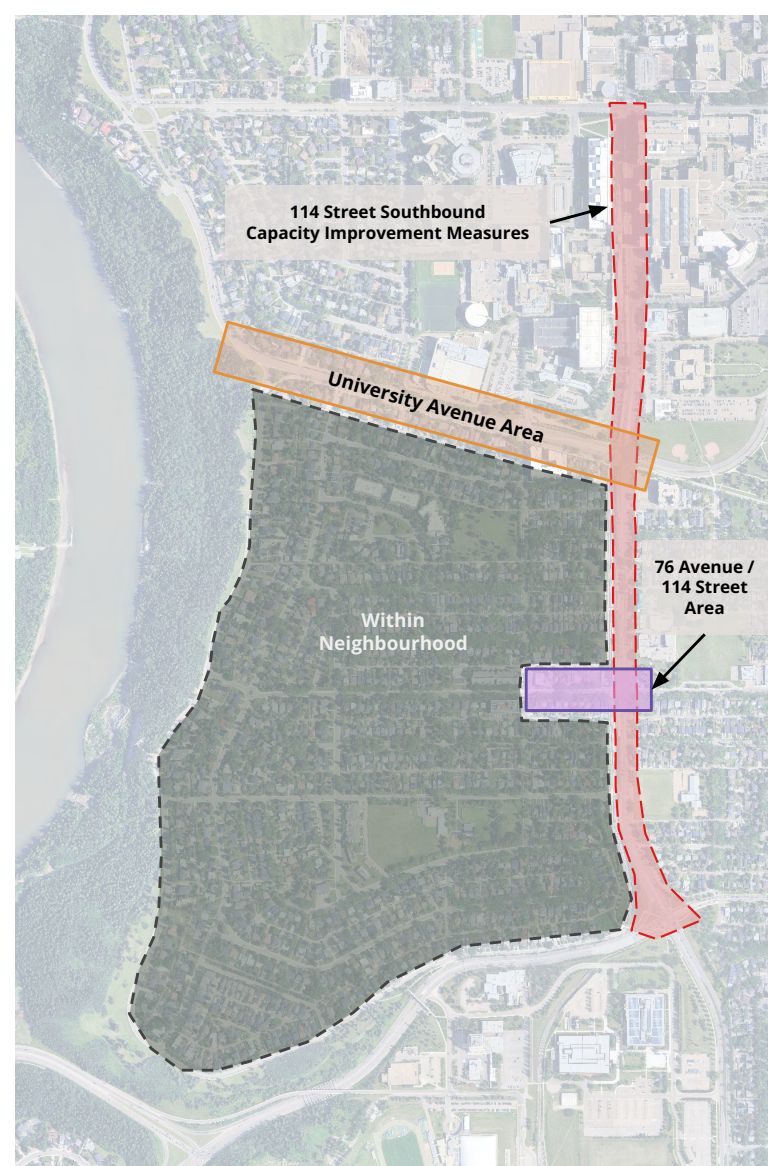 114 Street Southbound
Capacity Improvement Measures
University Avenue Area
76 Avenue /
114 Street
Area
Within
Neighbourhood